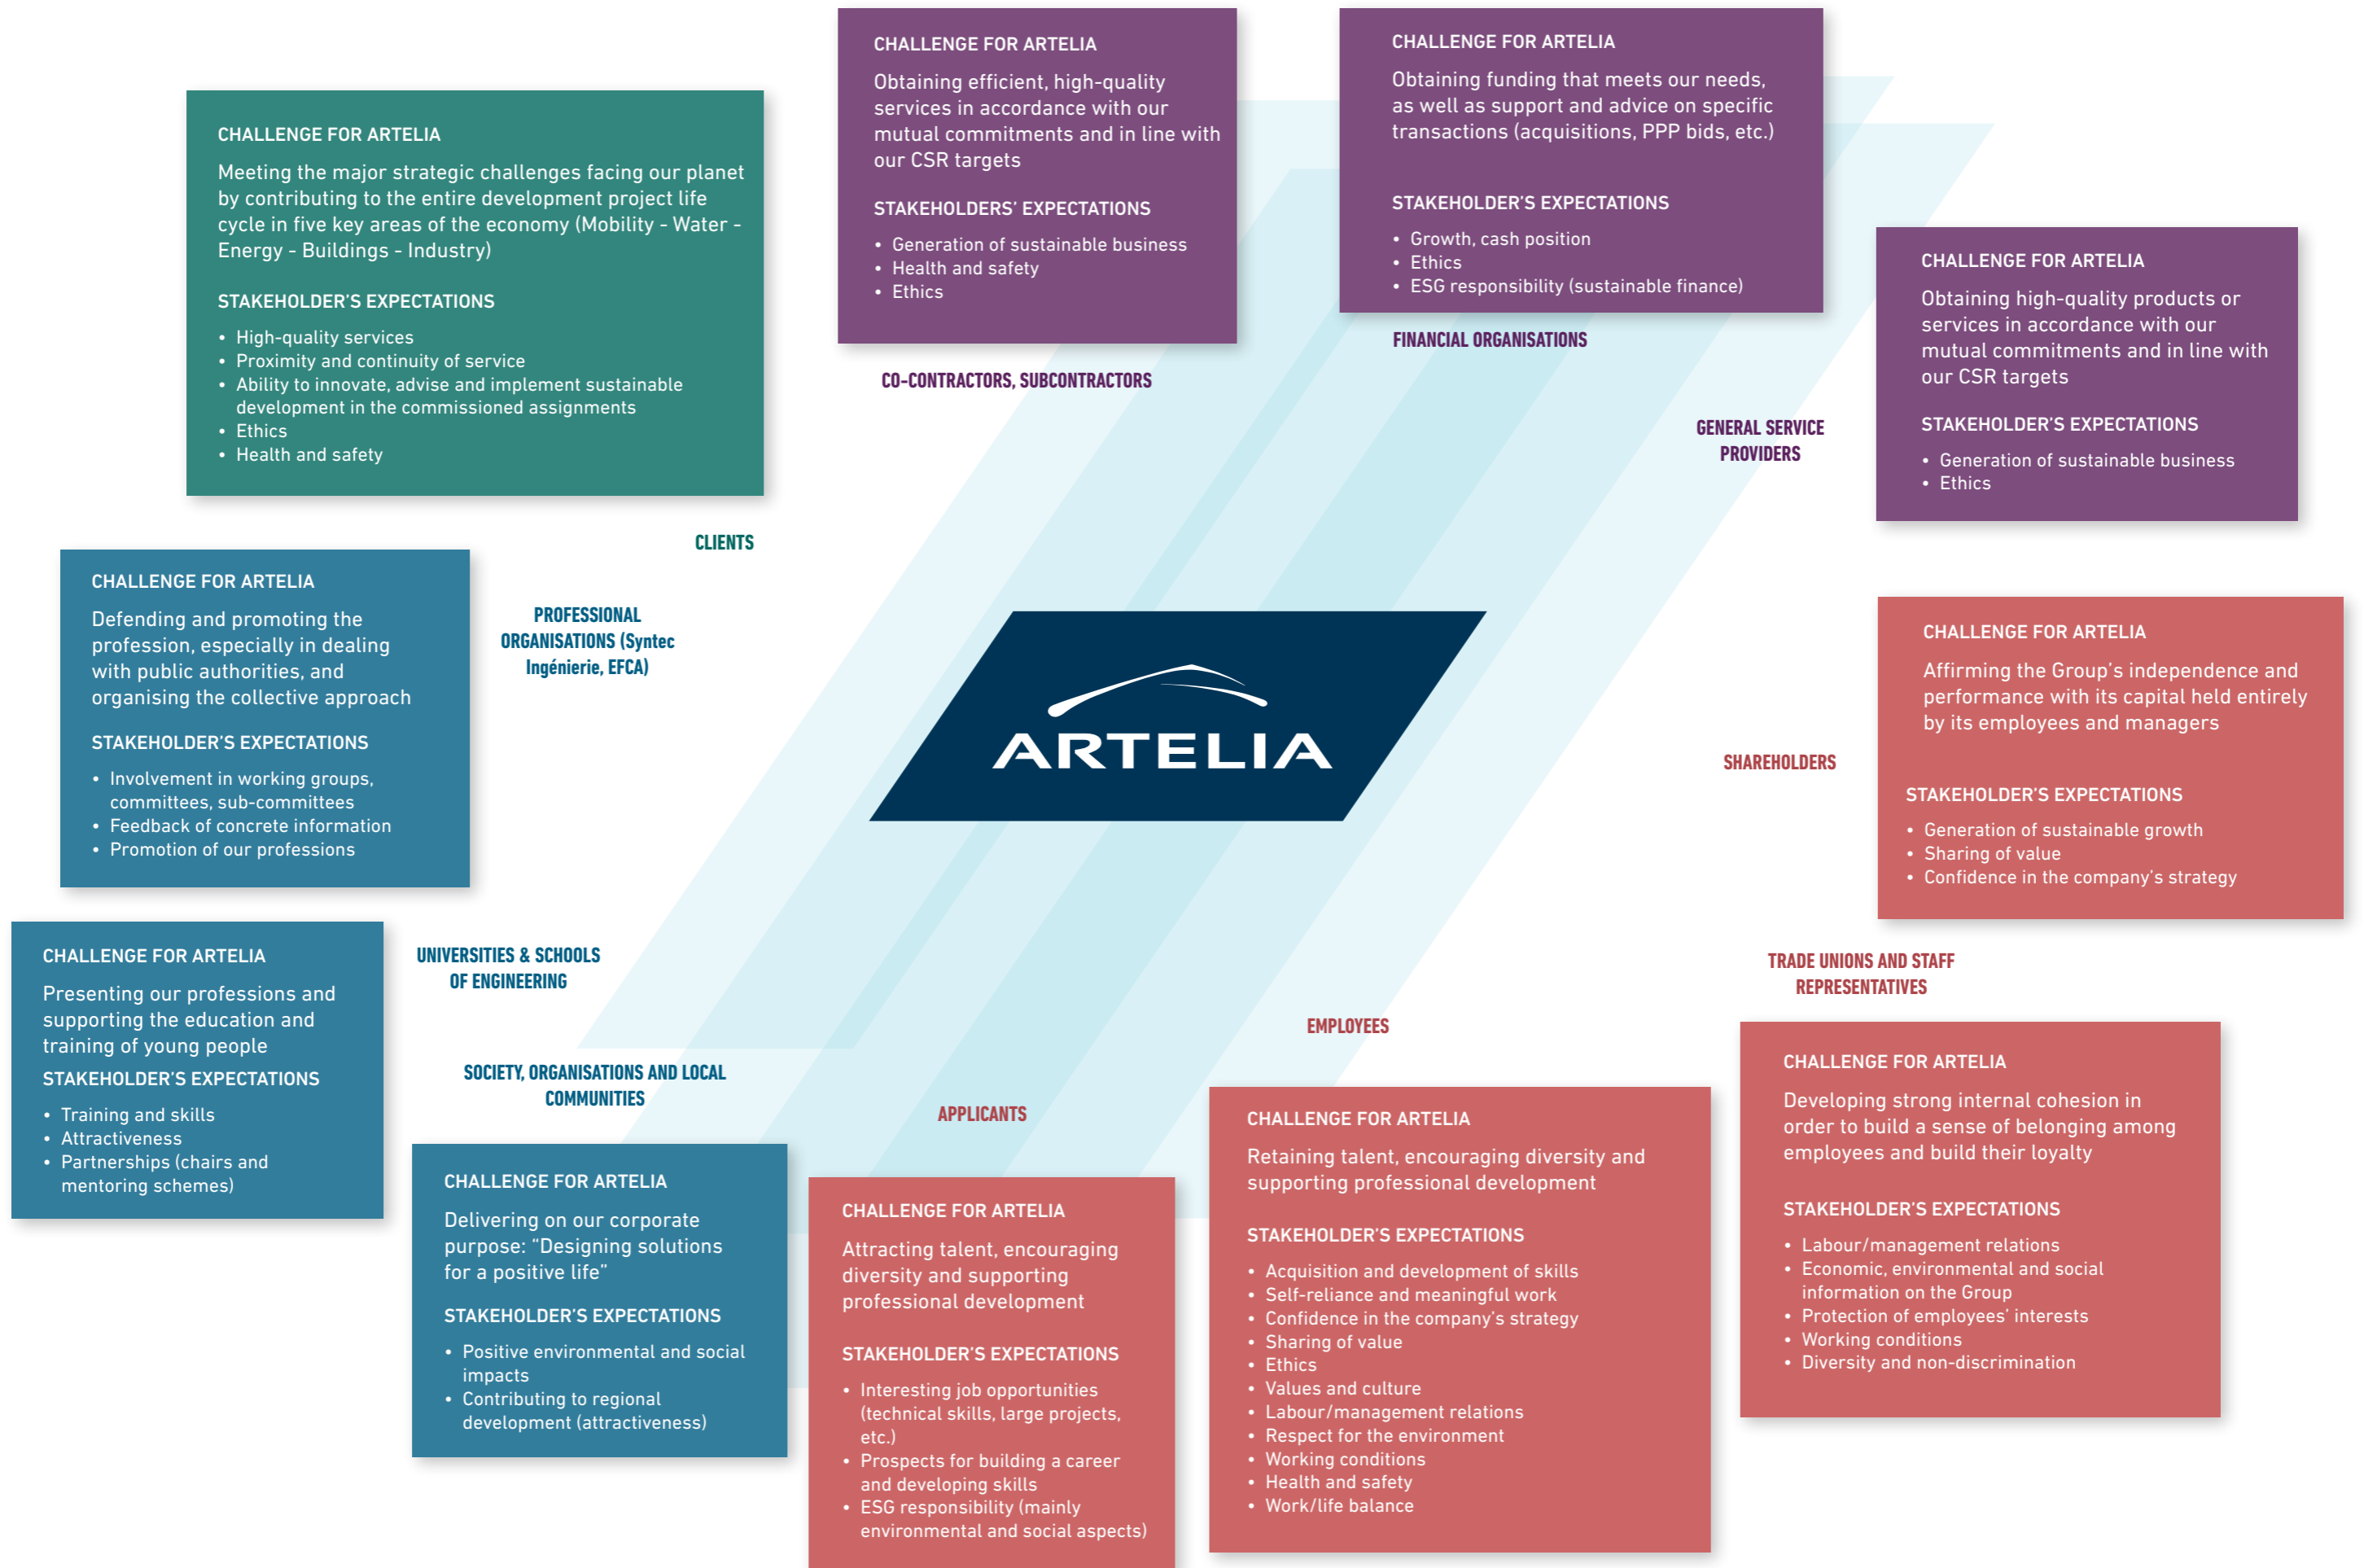 CHALLENGE FOR ARTELIA
Meeting the major strategic challenges facing our planet
by contributing to the entire development project life
cycle in five key areas of the economy (Mobility - Water -
Energy - Buildings - Industry)
STAKEHOLDER'S EXPECTATIONS
• High-quality services
• Proximity and continuity of service
• Ability to innovate, advise and implement sustainable
development in the commissioned assignments
• Ethics
• Health and safety
CLIENTS
CHALLENGE FOR ARTELIA
Obtaining efficient, high-quality
services in accordance with our
mutual commitments and in line with
our CSR targets
STAKEHOLDERS' EXPECTATIONS
• Generation of sustainable business
• Health and safety
• Ethics
CO-CONTRACTORS, SUBCONTRACTORS
CHALLENGE FOR ARTELIA
Obtaining funding that meets our needs,
as well as support and advice on specific
transactions (acquisitions, PPP bids, etc.)
STAKEHOLDER'S EXPECTATIONS
• Growth, cash position
• Ethics
• ESG responsibility (sustainable finance)
FINANCIAL ORGANISATIONS
CHALLENGE FOR ARTELIA
Obtaining high-quality products or
services in accordance with our
mutual commitments and in line with
our CSR targets
STAKEHOLDER'S EXPECTATIONS
• Generation of sustainable business
• Ethics
GENERAL SERVICE
PROVIDERS
CHALLENGE FOR ARTELIA
Defending and promoting the
profession, especially in dealing
with public authorities, and
organising the collective approach
STAKEHOLDER'S EXPECTATIONS
• Involvement in working groups,
committees, sub-committees
• Feedback of concrete information
• Promotion of our professions
PROFESSIONAL
ORGANISATIONS (Syntec
Ingénierie, EFCA)
ARTELIA
CHALLENGE FOR ARTELIA
Affirming the Group's independence and
performance with its capital held entirely
by its employees and managers
STAKEHOLDER'S EXPECTATIONS
• Generation of sustainable growth
• Sharing of value
• Confidence in the company's strategy
SHAREHOLDERS
CHALLENGE FOR ARTELIA
Presenting our professions and
supporting the education and
training of young people
STAKEHOLDER'S EXPECTATIONS
• Training and skills
• Attractiveness
• Partnerships (chairs and
mentoring schemes)
UNIVERSITIES & SCHOOLS
OF ENGINEERING
SOCIETY, ORGANISATIONS AND LOCAL
COMMUNITIES
CHALLENGE FOR ARTELIA
Delivering on our corporate
purpose: “Designing solutions
for a positive life”
STAKEHOLDER'S EXPECTATIONS
• Positive environmental and social
impacts
• Contributing to regional
development (attractiveness)
APPLICANTS
CHALLENGE FOR ARTELIA
Attracting talent, encouraging
diversity and supporting
professional development
STAKEHOLDER'S EXPECTATIONS
• Interesting job opportunities
(technical skills, large projects,
etc.)
• Prospects for building a career
and developing skills
• ESG responsibility (mainly
environmental and social aspects)
EMPLOYEES
CHALLENGE FOR ARTELIA
Retaining talent, encouraging diversity and
supporting professional development
STAKEHOLDER'S EXPECTATIONS
• Acquisition and development of skills
• Self-reliance and meaningful work
• Confidence in the company's strategy
• Sharing of value
• Ethics
• Values and culture
• Labour/management relations
• Respect for the environment
• Working conditions
• Health and safety
• Work/life balance
TRADE UNIONS AND STAFF
REPRESENTATIVES
CHALLENGE FOR ARTELIA
Developing strong internal cohesion in
order to build a sense of belonging among
employees and build their loyalty
STAKEHOLDER'S EXPECTATIONS
• Labour/management relations
• Economic, environmental and social
information on the Group
• Protection of employees' interests
• Working conditions
• Diversity and non-discrimination